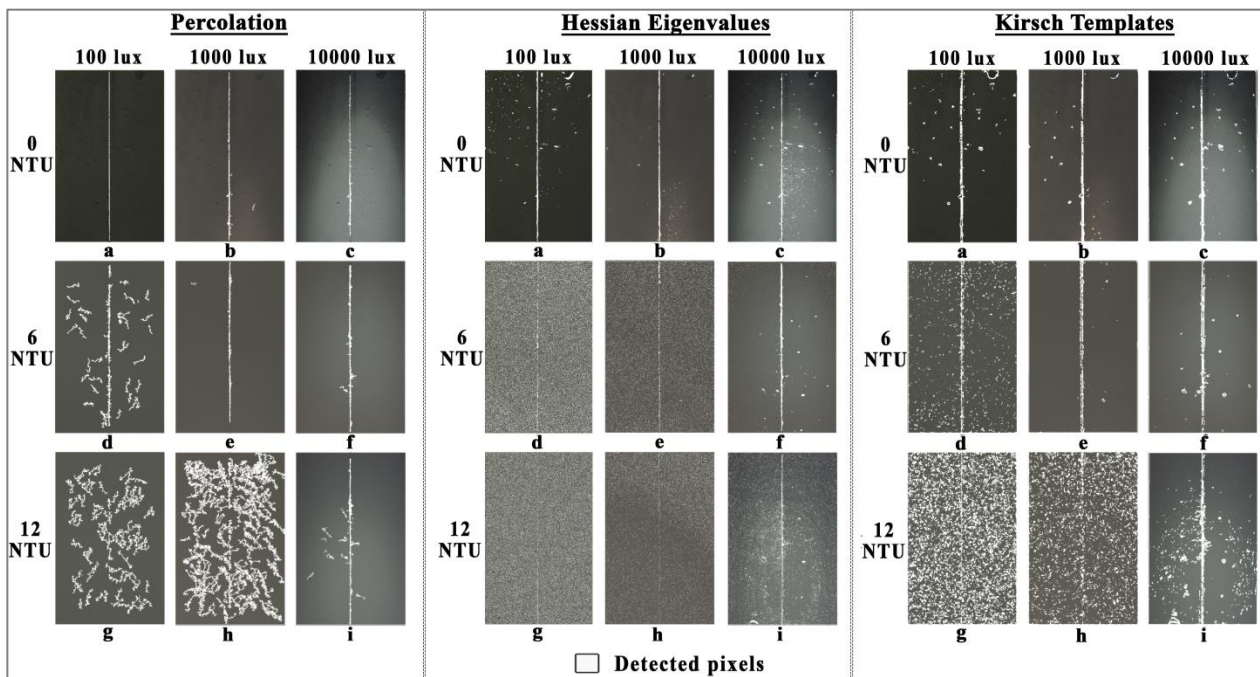 Percolation
100 lux 1000 lux 10000 lux
0
NTU
a b c
6
NTU
d e f
12
NTU
g h i
Hessian Eigenvalues
100 lux 1000 lux 10000 lux
0
NTU
a b c
6
NTU
d e f
12
NTU
g h i
Detected pixels
Kirsch Templates
100 lux 1000 lux 10000 lux
0
NTU
a b c
6
NTU
d e f
12
NTU
g h i